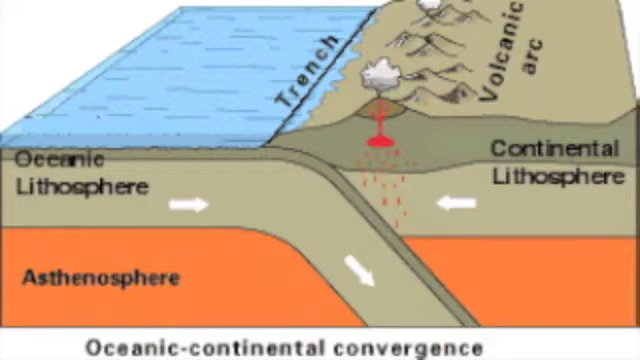 Trench
Volcanic
arc
Oceanic
Lithosphere
Continental
Lithosphere
Asthenosphere
Oceanic-continental convergence